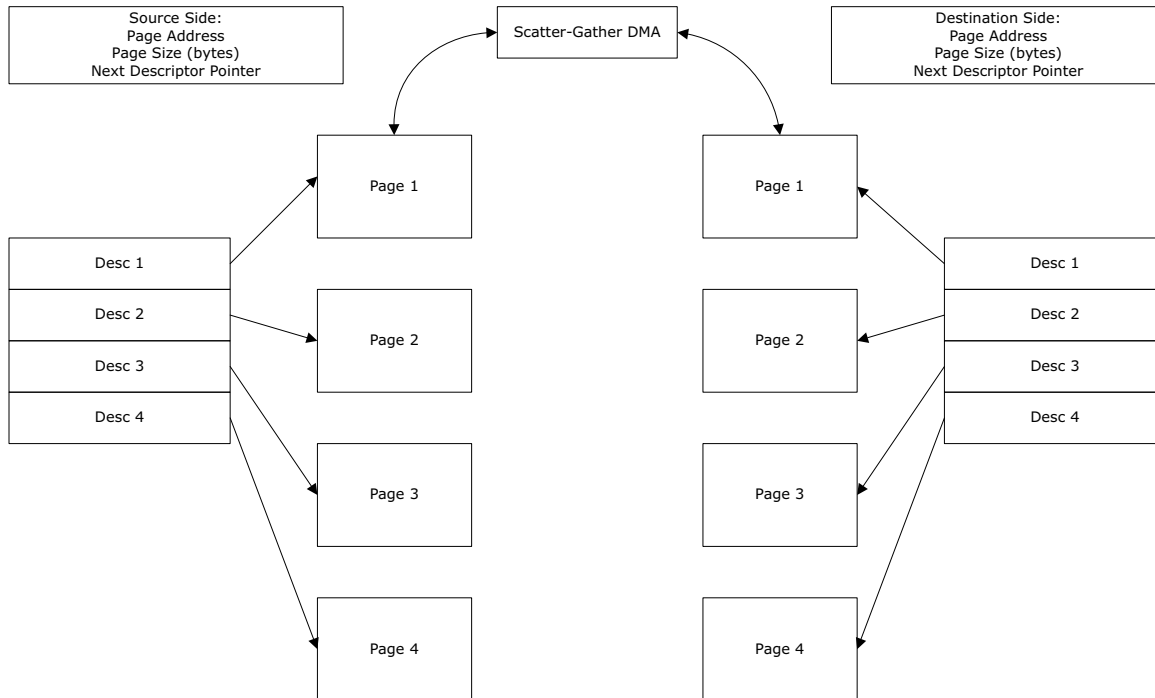 Source Side:
Page Address
Page Size (bytes)
Next Descriptor Pointer
Scatter-Gather DMA
Destination Side:
Page Address
Page Size (bytes)
Next Descriptor Pointer
Page 1
Page 1
Desc 1
Desc 1
Desc 2
Desc 2
Page 2
Page 2
Desc 3
Desc 3
Desc 4
Desc 4
Page 3
Page 3
Page 4
Page 4